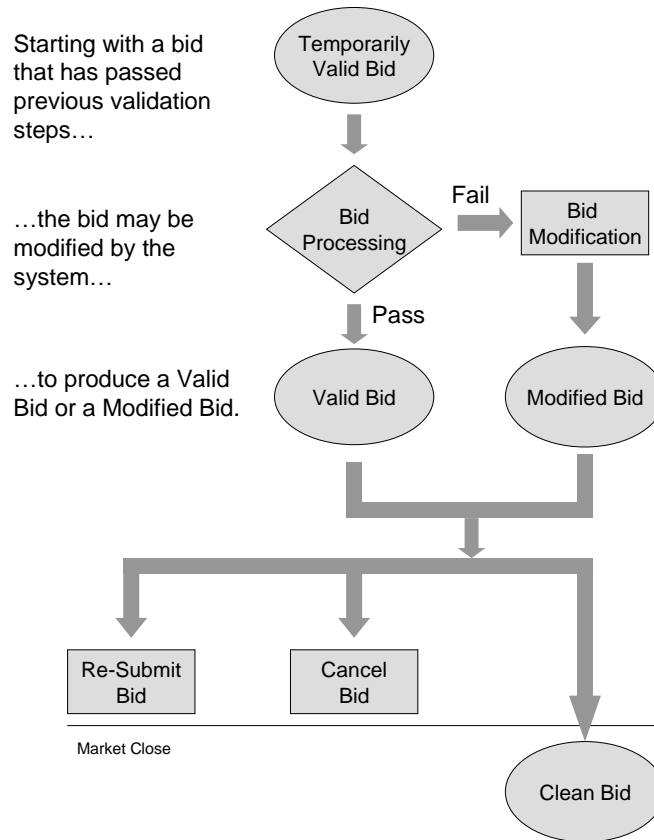 Starting with a bid
that has passed
previous validation
steps…
Temporarily
Valid Bid
…the bid may be
modified by the
system…
Bid
Processing
Fail
Bid
Modification
Pass
…to produce a Valid
Bid or a Modified Bid.
Valid Bid
Modified Bid
Re-Submit
Bid
Cancel
Bid
Market Close
Clean Bid